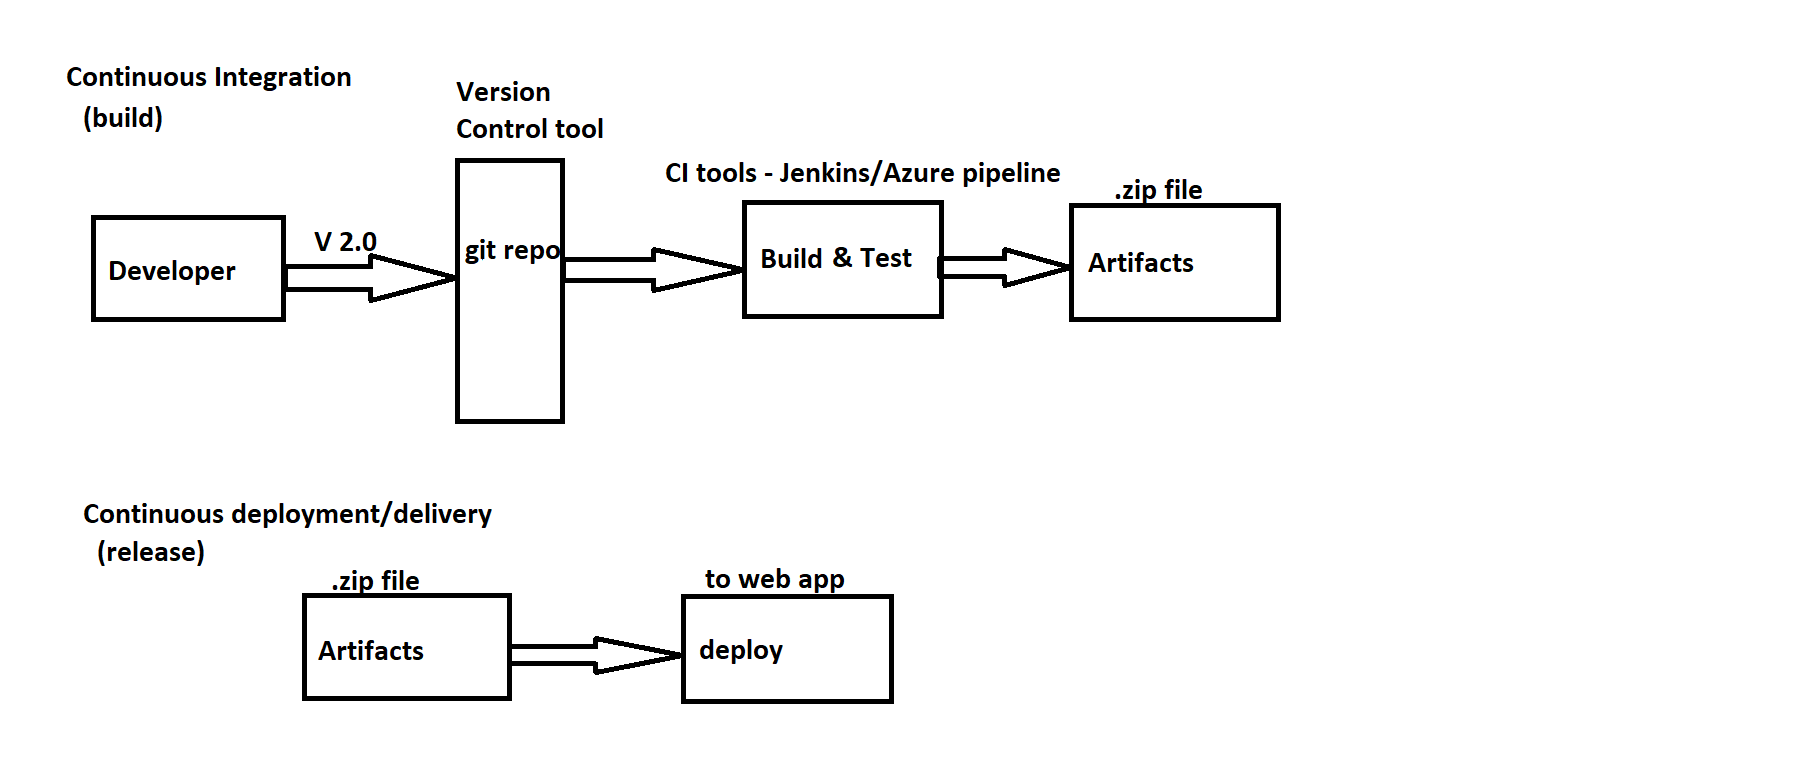 Continuous Integration
(build)
Version
Control tool
CI tools - Jenkins/Azure pipeline
.zip file
Developer
V 2.0
git repo
Build & Test
Artifacts
Continuous deployment/delivery
(release)
.zip file
to web app
Artifacts
deploy